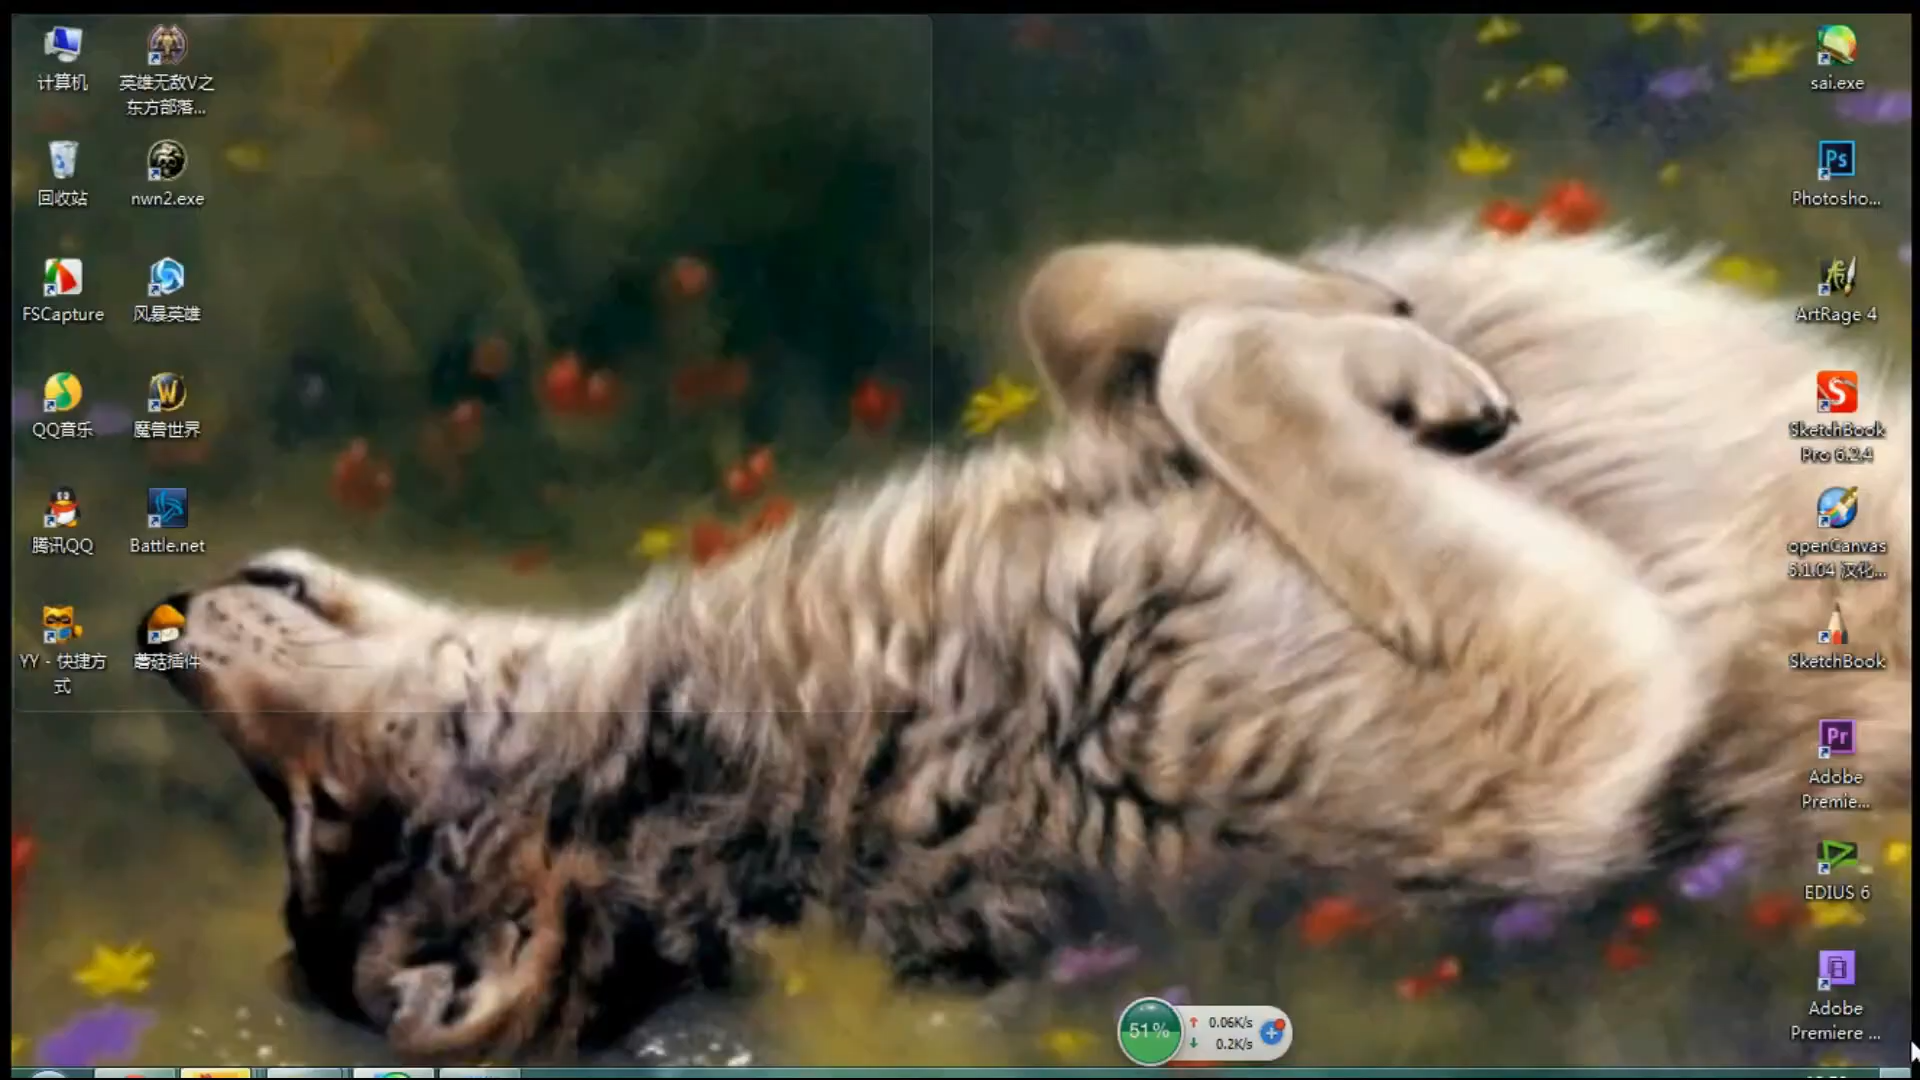 计算机
英雄无敌V之
东方部落...
回收站
nwn2.exe
FSCapture
风暴英雄
QQ音乐
魔兽世界
腾讯QQ
Battle.net
YY - 快捷方
式
蘑菇插件
sai.exe
Ps
Photosho...
ArtRage 4
SketchBook
Pro 6.2.4
openCanvas
5.1.04 汉化...
SketchBook
Pr
Adobe
Premie...
EDIUS 6
Adobe
Premiere ...
51%
0.06K/s
0.2K/s